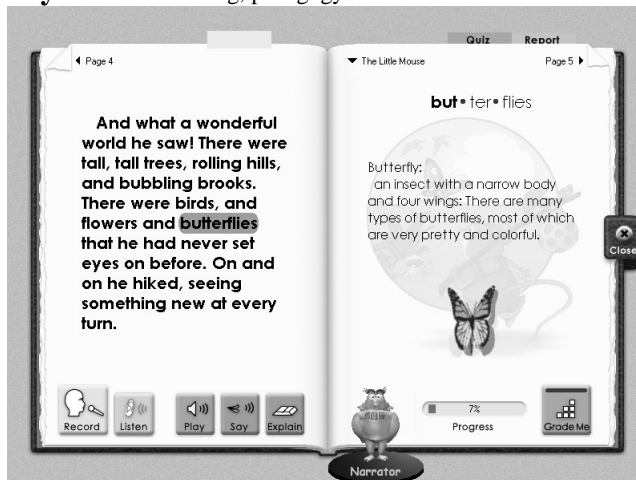 Quiz Report
Page 4
The Little Mouse Page 5
And what a wonderful
world he saw! There were
tall, tall trees, rolling hills,
and bubbling brooks.
There were birds, and
flowers and butterflies
that he had never set
eyes on before. On and
on he hiked, seeing
something new at every
turn.
but • ter • flies
Butterfly:
an insect with a narrow body
and four wings: There are many
types of butterflies, most of which
are very pretty and colorful.
Close
Record Listen Play Say Explain
7%
Progress
Grade Me
Narrator